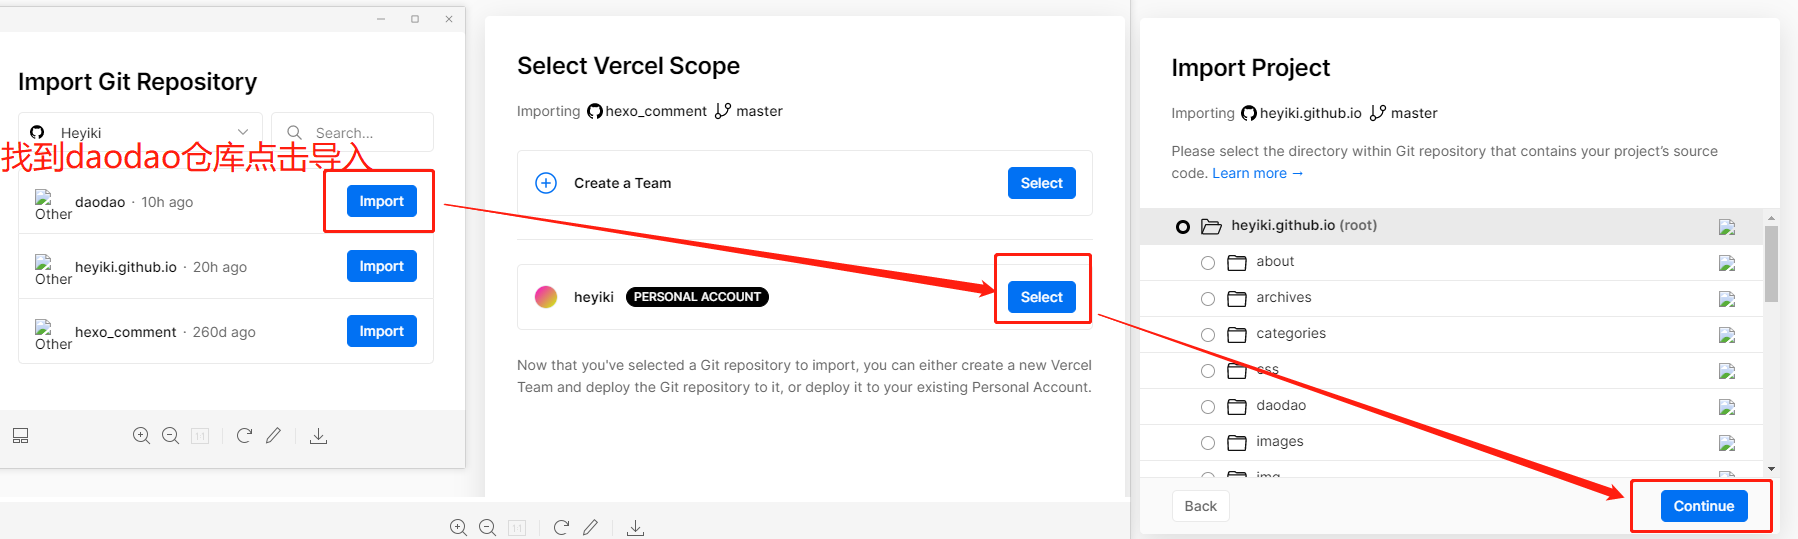 Import Git Repository
Heyiki
Search...
找到daodao仓库点击导入
Other
daodao · 10h ago
Import
Other
heyiki.github.io · 20h ago
Import
Other
hexo_comment · 260d ago
Import
1:1
Select Vercel Scope
Importing hexo_comment master
Create a Team
Select
heyiki PERSONAL ACCOUNT
Select
Now that you've selected a Git repository to import, you can either create a new Vercel
Team and deploy the Git repository to it, or deploy it to your existing Personal Account.
1:1
Import Project
Importing heyiki.github.io master
Please select the directory within Git repository that contains your project's source
code. Learn more →
heyiki.github.io (root)
about
archives
categories
css
daodao
images
img
Back
Continue